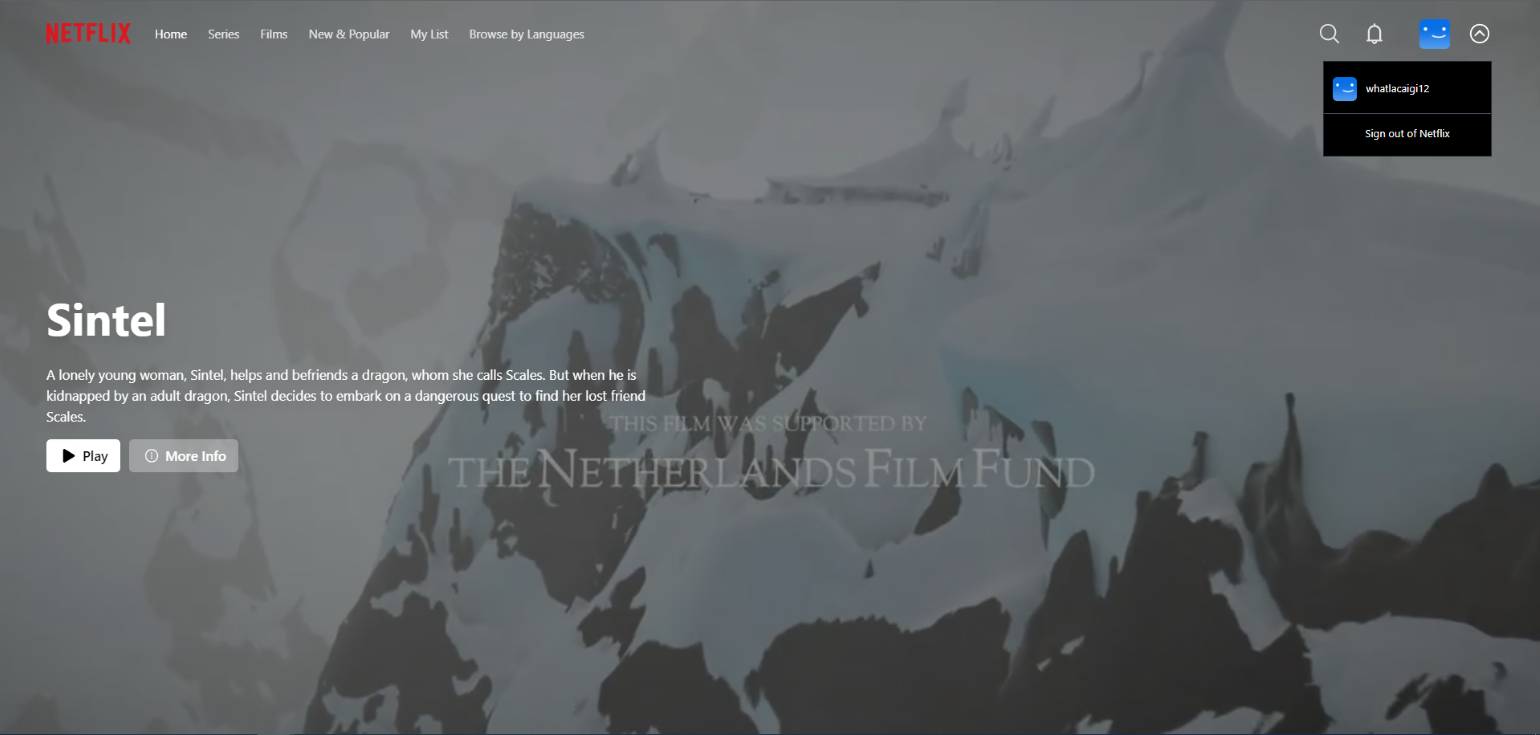 NETFLIX
Home Series Films New & Popular My List Browse by Languages
whatlacaigi12
Sign out of Netflix
Sintel
A lonely young woman, Sintel, helps and befriends a dragon, whom she calls Scales. But when he is
kidnapped by an adult dragon, Sintel decides to embark on a dangerous quest to find her lost friend
Scales.
THIS FILM WAS SUPPORTED BY
THE NETHERLANDS FILM FUND
Play More Info